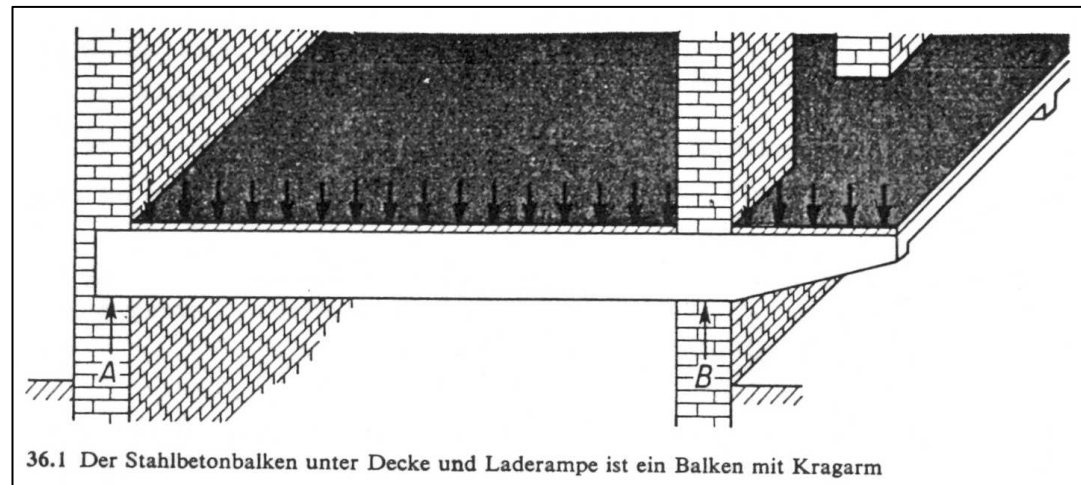 A
B
36.1 Der Stahlbetonbalken unter Decke und Laderampe ist ein Balken mit Kragarm